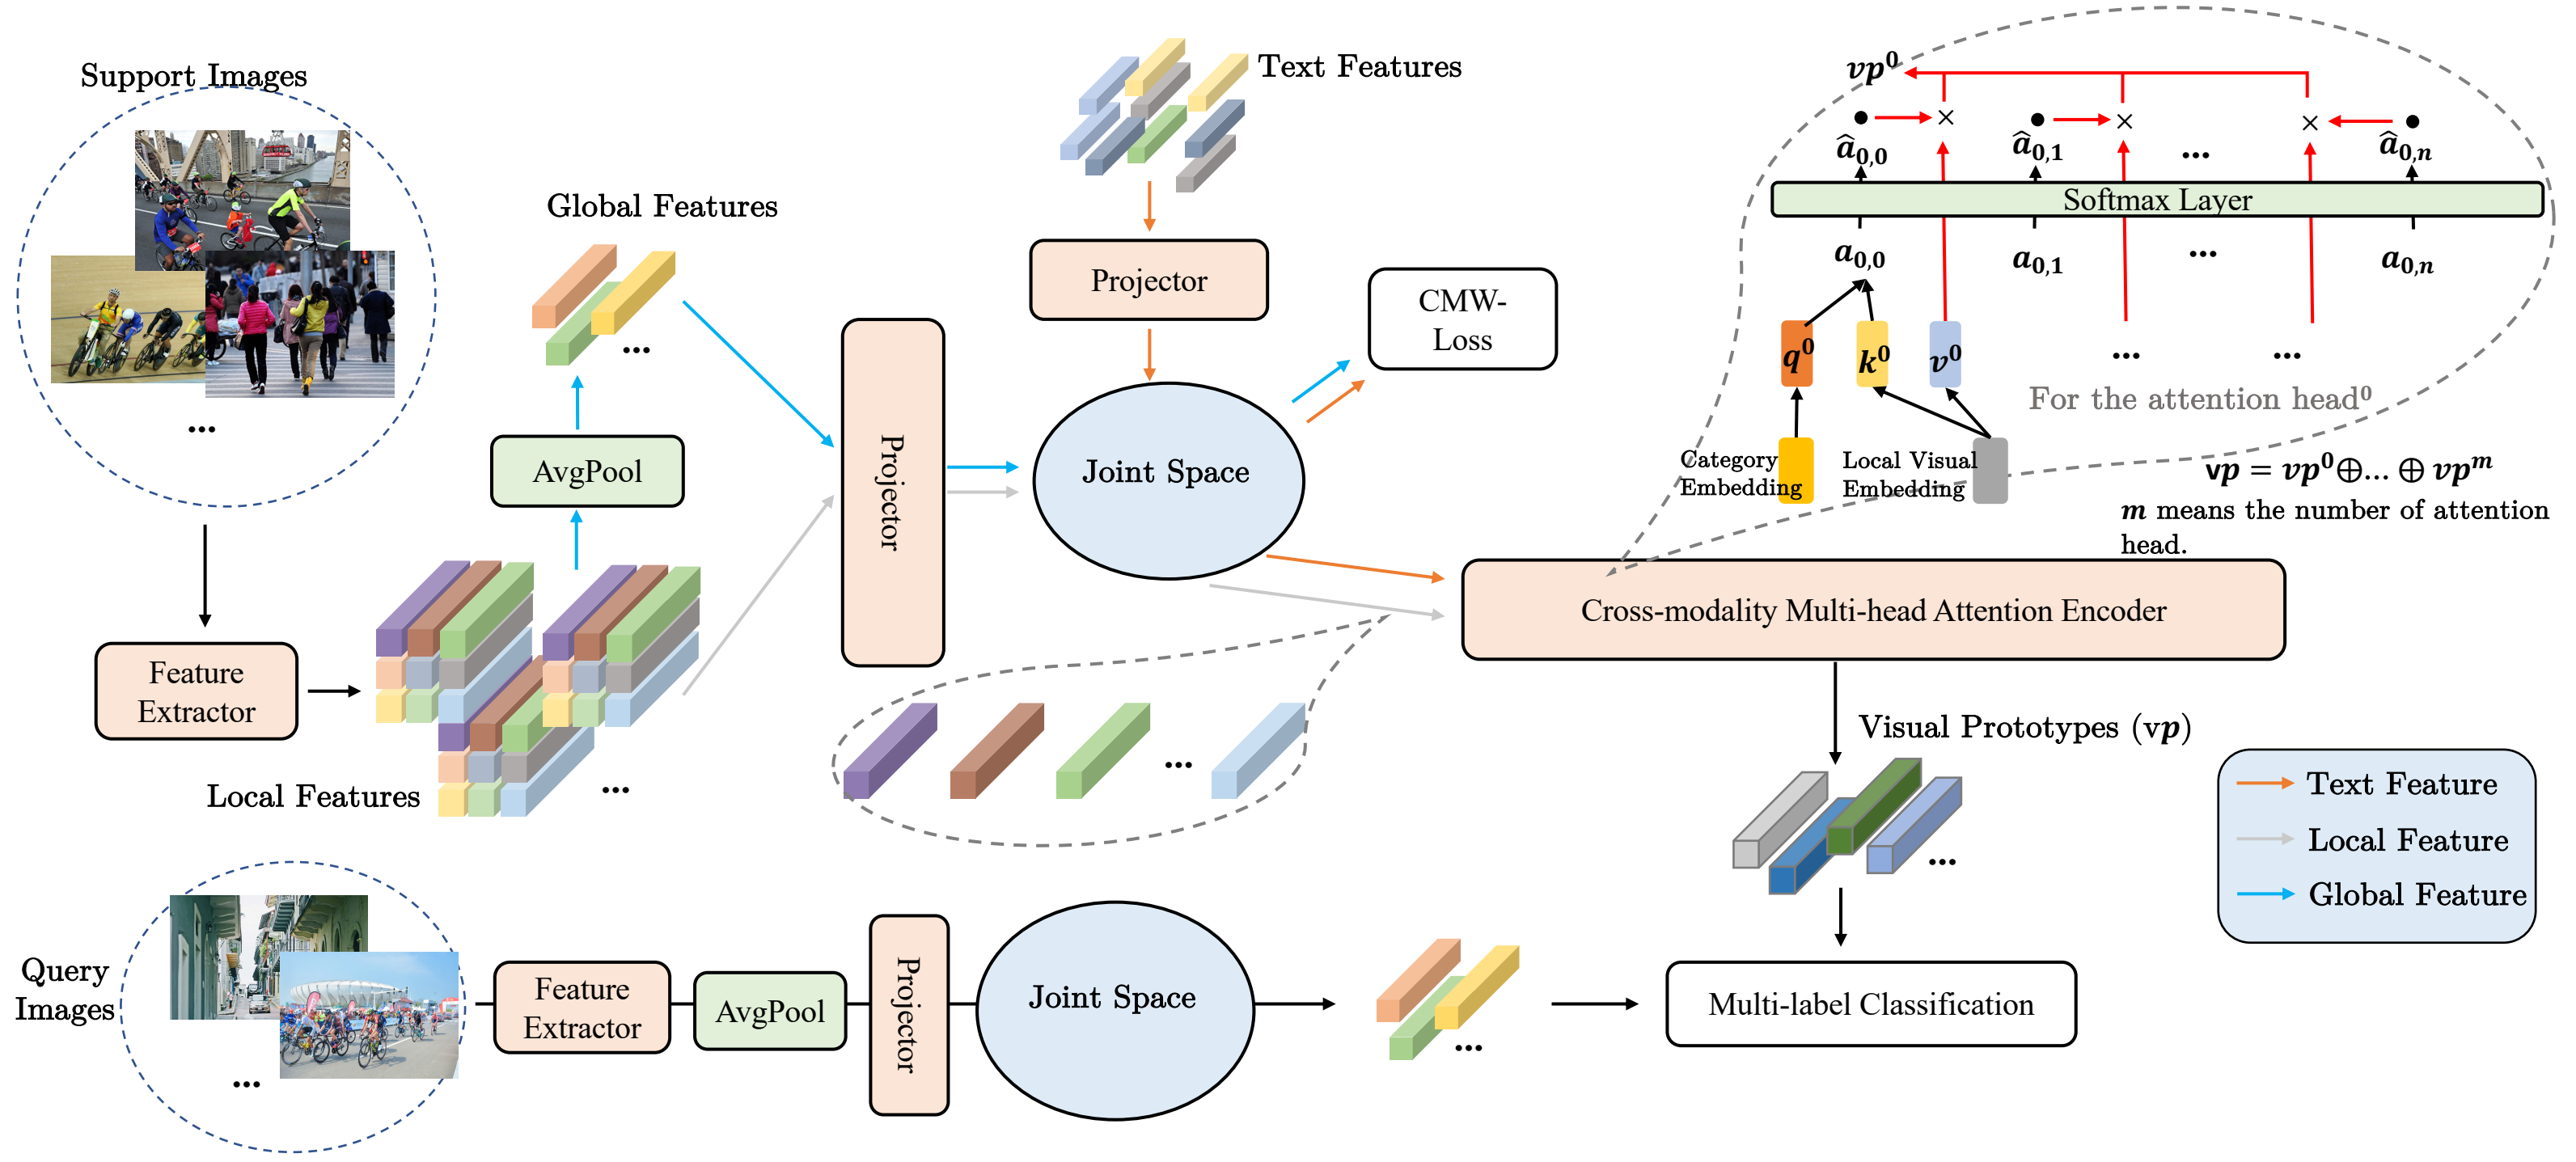 Support Images
...
Feature
Extractor
Local Features
...
AvgPool
Global Features
...
Text Features
Projector
Projector
Joint Space
CMW-
Loss
vp⁰
× × ×
â₀,₀ â₀,₁ ... â₀,ₙ
Softmax Layer
a₀,₀ a₀,₁ ... a₀,ₙ
q⁰ k⁰ v⁰ ... ...
For the attention head⁰
Category
Embedding
Local Visual
Embedding
vp = vp⁰⊕... ⊕ vpᵐ
m means the number of attention
head.
Cross-modality Multi-head Attention Encoder
...
Visual Prototypes (vp)
...
Text Feature
Local Feature
Global Feature
Query
Images
...
Feature
Extractor
AvgPool
Projector
Joint Space
...
Multi-label Classification